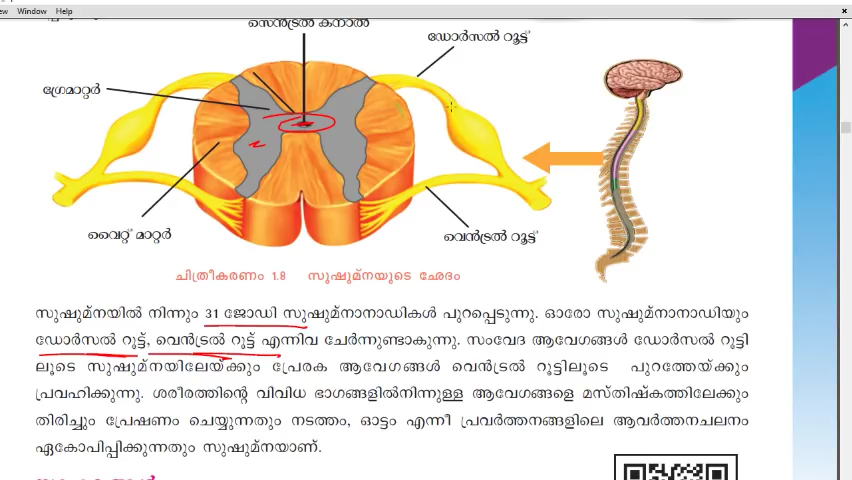 Window Help
സെൻട്രൽ കനാൽ
ഡോർസൽ റൂട്ട്
ഗ്രേമാറ്റർ
വൈറ്റ് മാറ്റർ
വെൻട്രൽ റൂട്ട്
ചിത്രീകരണം 1.8 സുഷുമ്നയുടെ ഛേദം
സുഷുമ്നയിൽ നിന്നും 31 ജോഡി സുഷുമ്നാനാഡികൾ പുറപ്പെടുന്നു. ഓരോ സുഷുമ്നാനാഡിയും
ഡോർസൽ റൂട്ട്, വെൻട്രൽ റൂട്ട് എന്നിവ ചേർന്നുണ്ടാകുന്നു. സംവേദ ആവേഗങ്ങൾ ഡോർസൽ റൂട്ടി
ലൂടെ സുഷുമ്നയിലേയ്ക്കും പ്രേരക ആവേഗങ്ങൾ വെൻട്രൽ റൂട്ടിലൂടെ പുറത്തേയ്ക്കും
പ്രവഹിക്കുന്നു. ശരീരത്തിന്റെ വിവിധ ഭാഗങ്ങളിൽനിന്നുള്ള ആവേഗങ്ങളെ മസ്തിഷ്കത്തിലേക്കും
തിരിച്ചും പ്രേഷണം ചെയ്യുന്നതും നടത്തം, ഓട്ടം എന്നീ പ്രവർത്തനങ്ങളിലെ ആവർത്തനചലനം
ഏകോപിപ്പിക്കുന്നതും സുഷുമ്നയാണ്.